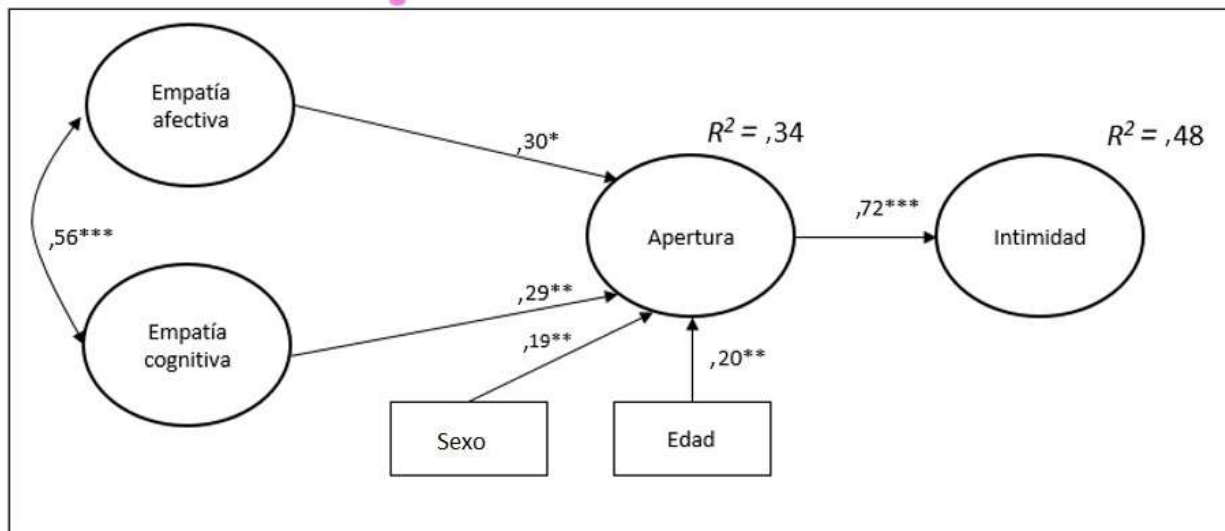 Empatía
afectiva
,30*
R² = ,34
R² = ,48
,56***
Apertura
,72***
Intimidad
Empatía
cognitiva
,29**
,19**
,20**
Sexo
Edad